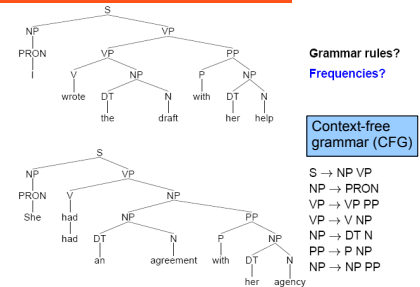 S
NP VP
PRON VP PP
I V NP P NP
wrote DT N with DT N
the draft her help
Grammar rules?
Frequencies?
S
NP VP
PRON V NP
She had NP PP
had DT N P NP
an agreement with DT N
her agency
Context-free
grammar (CFG)
S → NP VP
NP → PRON
VP → VP PP
VP → V NP
NP → DT N
PP → P NP
NP → NP PP